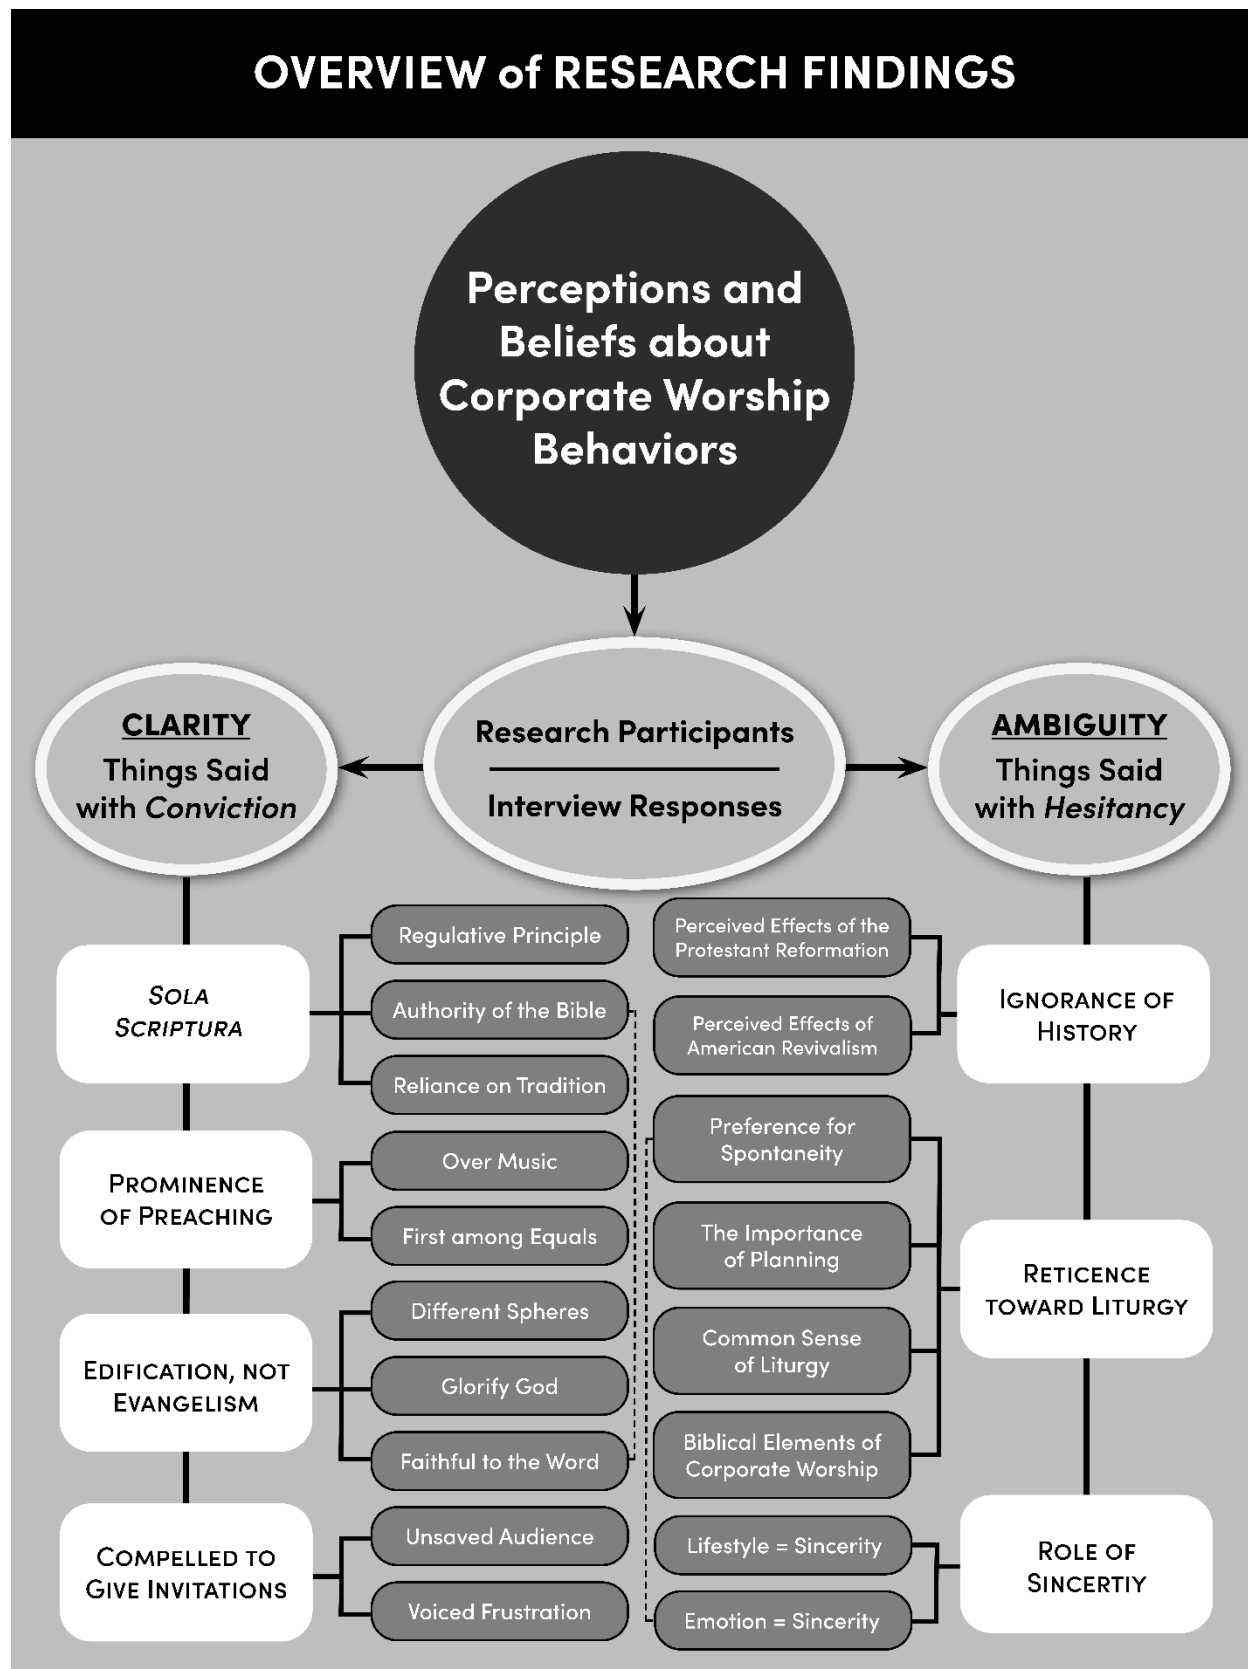 OVERVIEW of RESEARCH FINDINGS
Perceptions and
Beliefs about
Corporate Worship
Behaviors
CLARITY
Things Said
with Conviction
Research Participants
Interview Responses
AMBIGUITY
Things Said
with Hesitancy
SOLA
SCRIPTURA
Regulative Principle
Authority of the Bible
Reliance on Tradition
PROMINENCE
OF PREACHING
Over Music
First among Equals
EDIFICATION, NOT
EVANGELISM
Different Spheres
Glorify God
Faithful to the Word
COMPELLED TO
GIVE INVITATIONS
Unsaved Audience
Voiced Frustration
Perceived Effects of the
Protestant Reformation
Perceived Effects of
American Revivalism
IGNORANCE OF
HISTORY
Preference for
Spontaneity
The Importance
of Planning
Common Sense
of Liturgy
Biblical Elements of
Corporate Worship
RETICENCE
TOWARD LITURGY
Lifestyle = Sincerity
Emotion = Sincerity
ROLE OF
SINCERTIY